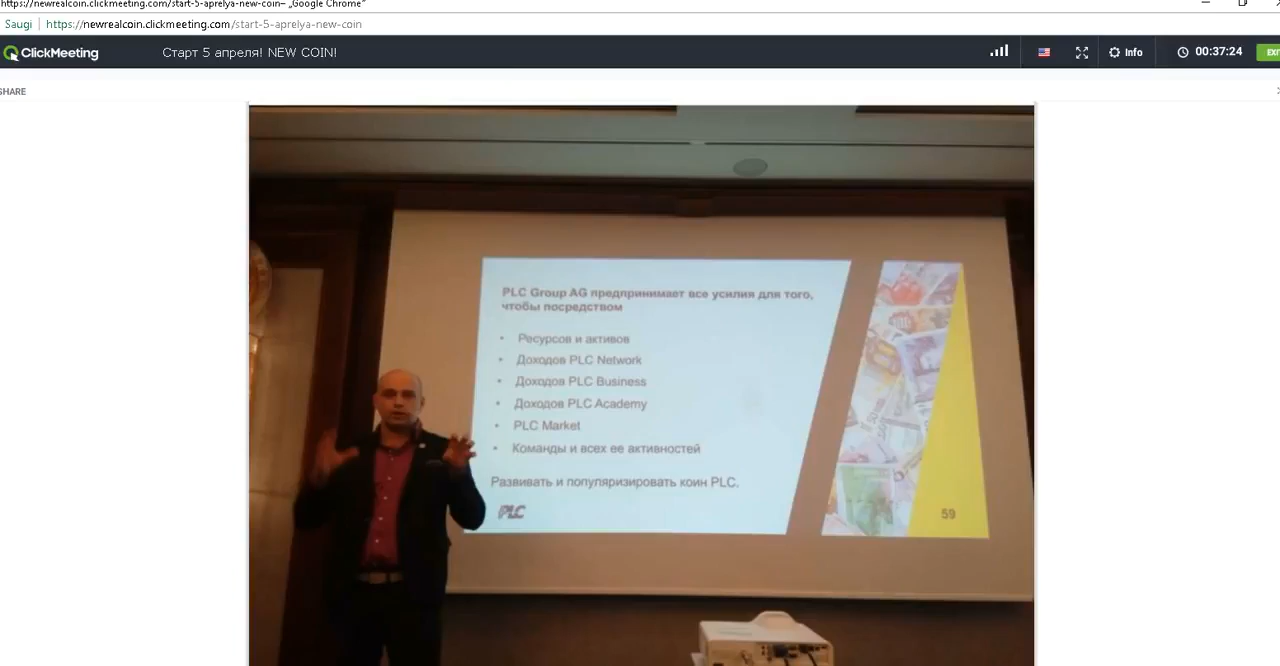 https://newrealcoin.clickmeeting.com/start-5-aprelya-new-coin– „Google Chrome“
Saugi https://newrealcoin.clickmeeting.com/start-5-aprelya-new-coin
ClickMeeting Старт 5 апреля! NEW COIN! Info 00:37:24
SHARE
PLC Group AG предпринимает все усилия для того,
чтобы посредством
• Ресурсов и активов
• Доходов PLC Network
• Доходов PLC Business
• Доходов PLC Academy
• PLC Market
• Команды и всех ее активностей
Развивать и популяризировать коин PLC.
PLC
59